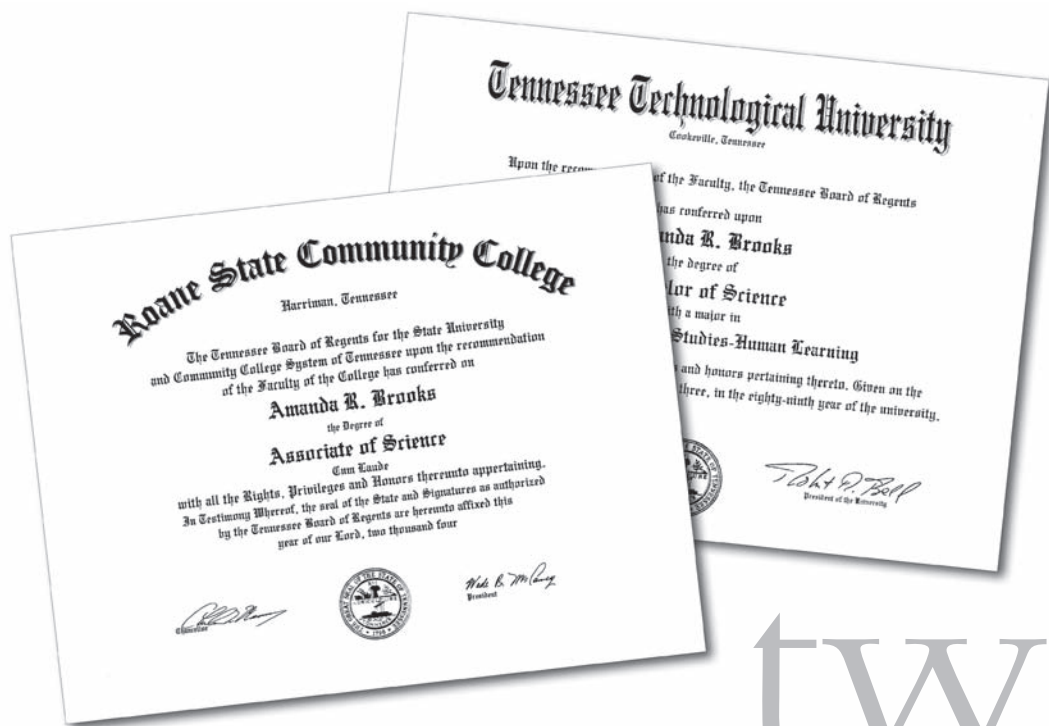 Tennessee Technological University
Cookeville, Tennessee
Upon the of the Faculty, the Tennessee Board of Regents
has conferred upon
Brooks
the degree of
of Science
a major in
Studies-Human Learning
and honors pertaining thereto. Given on the
three, in the eighty-ninth year of the university.
President of the University
Roane State Community College
Harriman, Tennessee
The Tennessee Board of Regents for the State University
and Community College System of Tennessee upon the recommendation
of the Faculty of the College has conferred on
Amanda R. Brooks
the Degree of
Associate of Science
Cum Laude
with all the Rights, Privileges and Honors thereunto appertaining.
In Testimony Whereof, the seal of the State and Signatures as authorized
by the Tennessee Board of Regents are hereunto affixed this
year of our Lord, two thousand four
Chancellor
President
tw